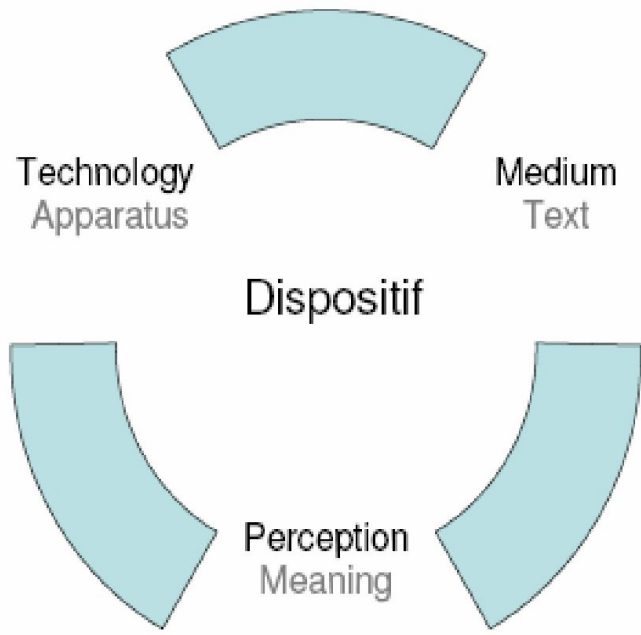 Technology
Apparatus
Medium
Text
Dispositif
Perception
Meaning